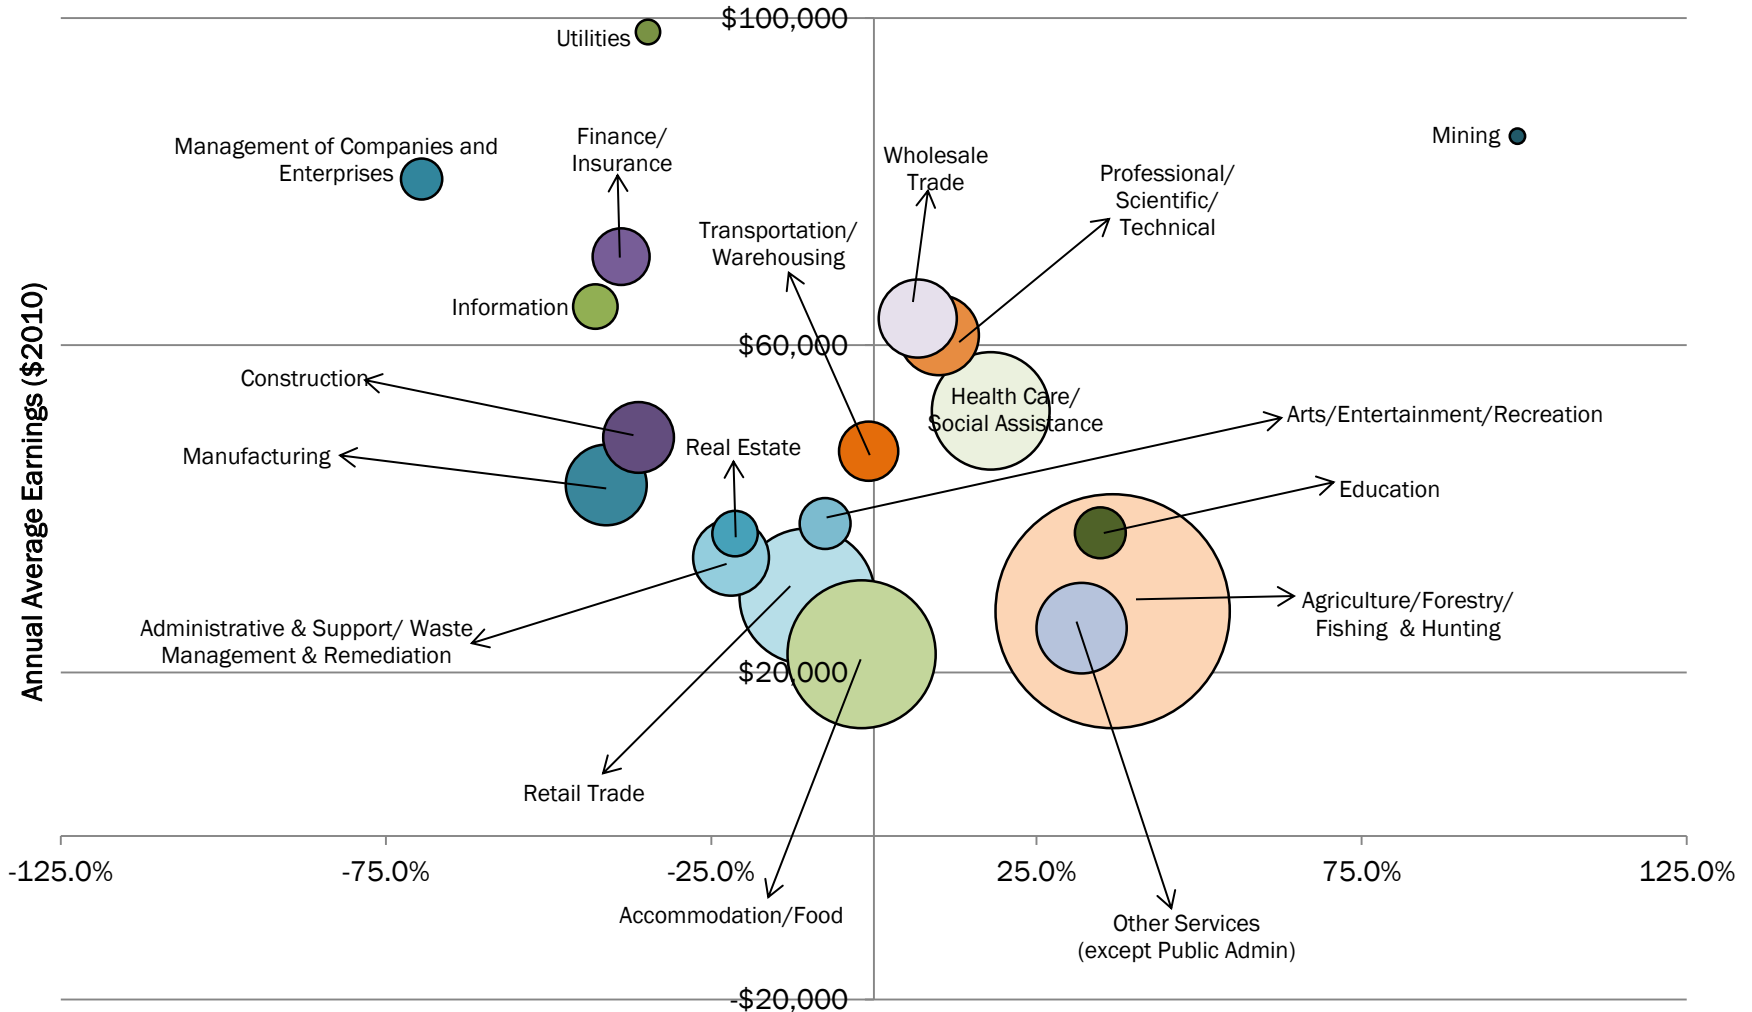 $100,000
Utilities
Finance/
Insurance
Mining
Management of Companies and
Enterprises
Wholesale
Trade
Professional/
Scientific/
Technical
Transportation/
Warehousing
Information
Annual Average Earnings ($2010)
$60,000
Construction
Health Care/
Social Assistance
Arts/Entertainment/Recreation
Manufacturing
Real Estate
Education
Agriculture/Forestry/
Fishing  & Hunting
Administrative & Support/ Waste
Management & Remediation
$20,000
Retail Trade
-125.0%
-75.0%
-25.0%
25.0%
75.0%
125.0%
Accommodation/Food
Other Services
(except Public Admin)
-$20,000